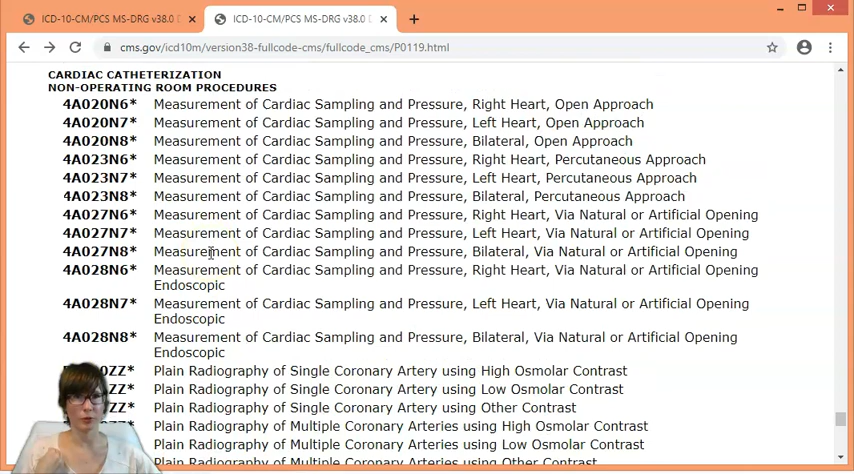 ICD-10-CM/PCS MS-DRG v38.0 D
ICD-10-CM/PCS MS-DRG v38.0 D
cms.gov/icd10m/version38-fullcode-cms/fullcode_cms/P0119.html
CARDIAC CATHETERIZATION
NON-OPERATING ROOM PROCEDURES
4A020N6* Measurement of Cardiac Sampling and Pressure, Right Heart, Open Approach
4A020N7* Measurement of Cardiac Sampling and Pressure, Left Heart, Open Approach
4A020N8* Measurement of Cardiac Sampling and Pressure, Bilateral, Open Approach
4A023N6* Measurement of Cardiac Sampling and Pressure, Right Heart, Percutaneous Approach
4A023N7* Measurement of Cardiac Sampling and Pressure, Left Heart, Percutaneous Approach
4A023N8* Measurement of Cardiac Sampling and Pressure, Bilateral, Percutaneous Approach
4A027N6* Measurement of Cardiac Sampling and Pressure, Right Heart, Via Natural or Artificial Opening
4A027N7* Measurement of Cardiac Sampling and Pressure, Left Heart, Via Natural or Artificial Opening
4A027N8* Measurement of Cardiac Sampling and Pressure, Bilateral, Via Natural or Artificial Opening
4A028N6* Measurement of Cardiac Sampling and Pressure, Right Heart, Via Natural or Artificial Opening
Endoscopic
4A028N7* Measurement of Cardiac Sampling and Pressure, Left Heart, Via Natural or Artificial Opening
Endoscopic
4A028N8* Measurement of Cardiac Sampling and Pressure, Bilateral, Via Natural or Artificial Opening
Endoscopic
0ZZ* Plain Radiography of Single Coronary Artery using High Osmolar Contrast
ZZ* Plain Radiography of Single Coronary Artery using Low Osmolar Contrast
ZZ* Plain Radiography of Single Coronary Artery using Other Contrast
Plain Radiography of Multiple Coronary Arteries using High Osmolar Contrast
Plain Radiography of Multiple Coronary Arteries using Low Osmolar Contrast
Plain Radiography of Multiple Coronary Arteries using Other Contrast